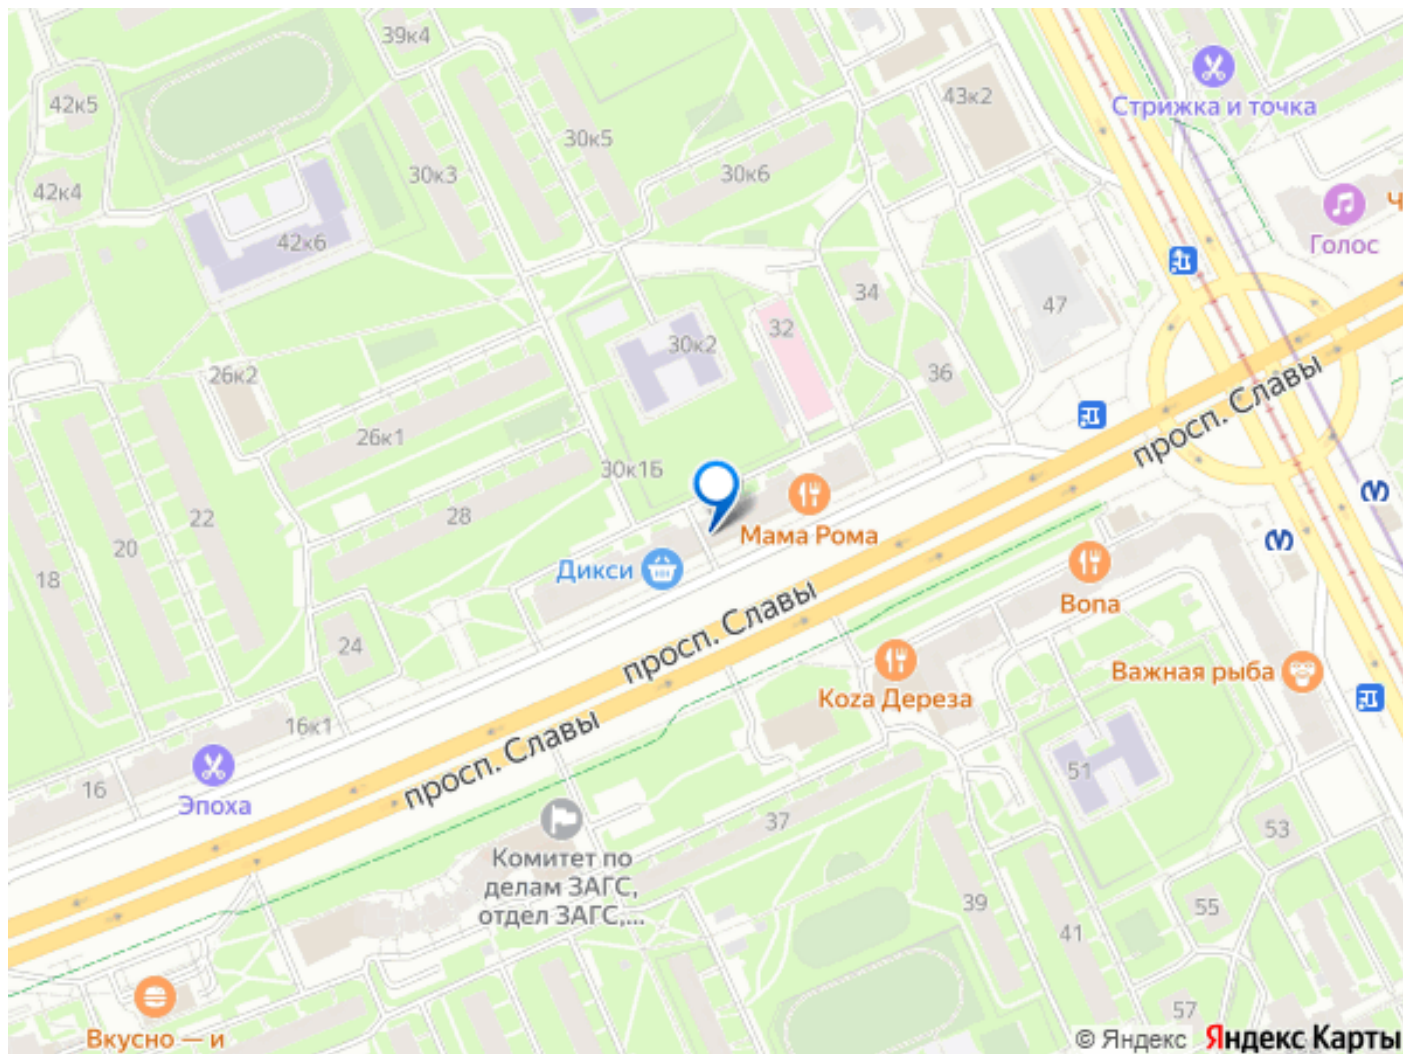 39к4
42к5
43к2
Стрижка и точка
30к5
30к3
30к6
42к4
42к6
Голос
Ч
34
47
32
30к2
36
26к2
просп. Славы
26к1
30к1Б
22
28
Мама Рома
20
Дикси
18
Вопа
просп. Славы
24
Важная рыба
Коza Дереза
16к1
просп. Славы
51
16
Эпоха
37
53
Комитет по
делам ЗАГС,
отдел ЗАГС,...
39
55
41
57
Вкусно — и
© Яндекс Яндекс Карты